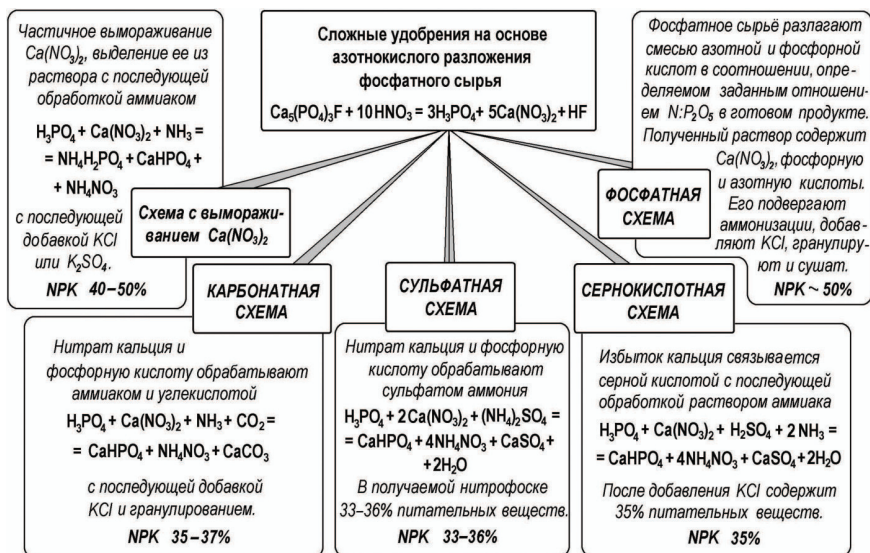 Сложные удобрения на основе
азотнокислого разложения
фосфатного сырья
Ca₅(PO₄)₃F + 10HNO₃ = 3H₃PO₄ + 5Ca(NO₃)₂ + HF
Частичное вымораживание
Ca(NO₃)₂, выделение ее из
раствора с последующей
обработкой аммиаком
H₃PO₄ + Ca(NO₃)₂ + NH₃ =
= NH₄H₂PO₄ + CaHPO₄ +
+ NH₄NO₃
с последующей
добавкой KCl
или K₂SO₄.
NPK 40–50%
Схема с вымоražи-
ванием Ca(NO₃)₂
Фосфатное сырьё разлагают
смесью азотной и фосфорной
кислот в соотношении, опре-
деляемом заданным отношени-
ем N:P₂O₅ в готовом продукте.
Полученный раствор содержит
Ca(NO₃)₂, фосфорную
и азотную кислоты.
Его подвергают
аммонизации, добав-
ляют KCl, гранулиру-
ют и сушат.
NPK ~ 50%
ФОСФАТНАЯ
СХЕМА
КАРБОНАТНАЯ
СХЕМА
Нитрат кальция и
фосфорную кислоту обрабатывают
аммиаком и углекислотой
H₃PO₄ + Ca(NO₃)₂ + NH₃ + CO₂ =
= CaHPO₄ + NH₄NO₃ + CaCO₃
с последующей добавкой
KCl и гранулированием.
NPK 35–37%
СУЛЬФАТНАЯ
СХЕМА
Нитрат кальция и фосфорную
кислоту обрабатывают
сульфатом аммония
H₃PO₄ + 2Ca(NO₃)₂ + (NH₄)₂SO₄ =
= CaHPO₄ + 4NH₄NO₃ + CaSO₄ +
+2H₂O
В получаемой нитрофоске
33–36% питательных веществ.
NPK 33–36%
СЕРНОКИСЛОТНАЯ
СХЕМА
Избыток кальция связывается
серной кислотой с последующей
обработкой раствором аммиака
H₃PO₄ + Ca(NO₃)₂ + H₂SO₄ + 2 NH₃ =
= CaHPO₄ + 4NH₄NO₃ + CaSO₄ +2H₂O
После добавления KCl содержит
35% питательных веществ.
NPK 35%